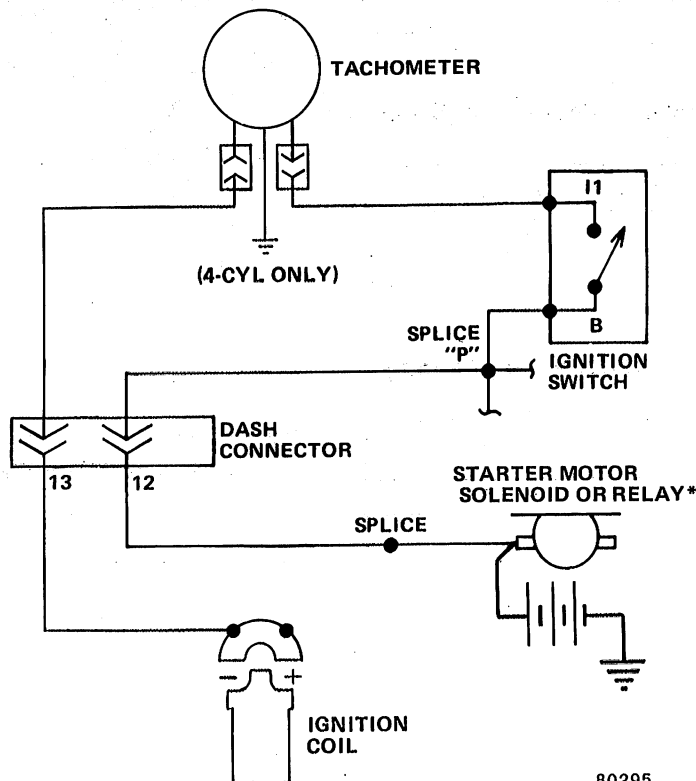 TACHOMETER
I1
(4-CYL ONLY)
SPLICE
"P"
B
IGNITION
SWITCH
DASH
CONNECTOR
13
12
STARTER MOTOR
SOLENOID OR RELAY*
SPLICE
- +
IGNITION
COIL
80295